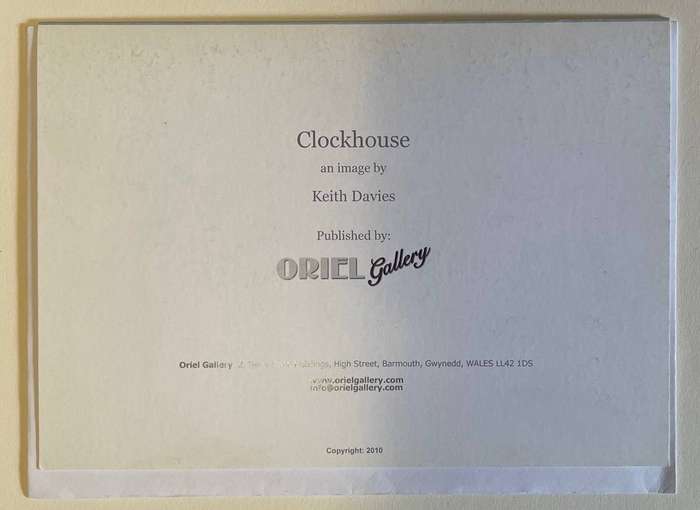 Clockhouse
an image by
Keith Davies
Published by:
ORIEL Gallery
Oriel Gallery High Street, Barmouth, Gwynedd, WALES LL42 1DS
www.orielgallery.com
info@orielgallery.com
Copyright: 2010